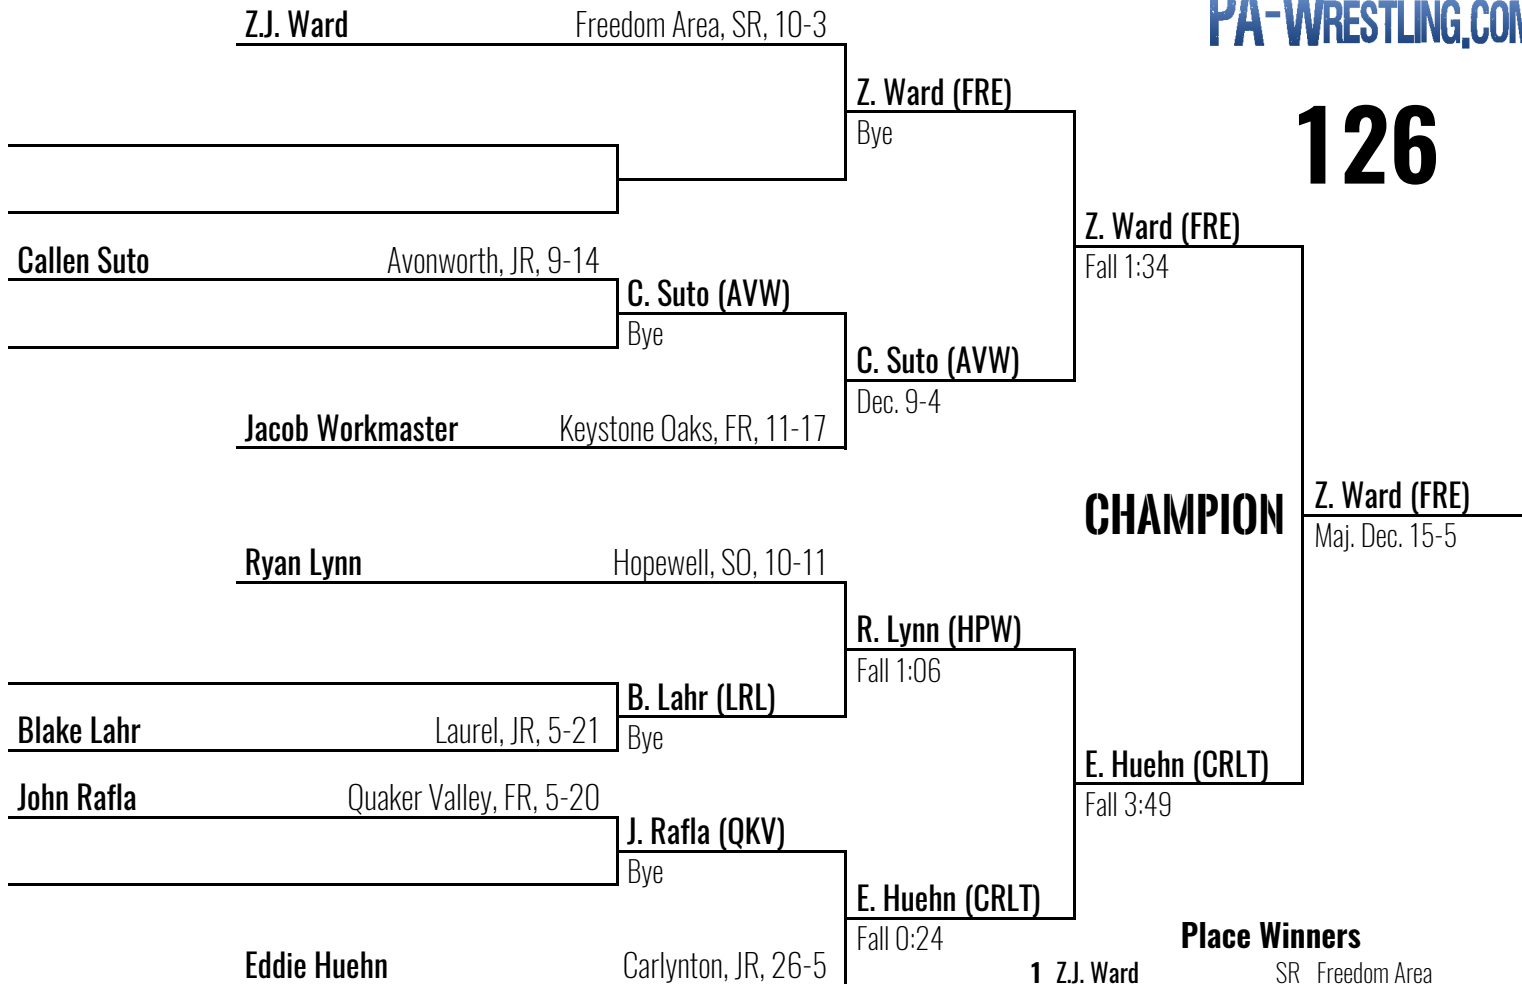 Z.J. Ward Freedom Area, SR, 10-3
PA-WRESTLING.COM
Z. Ward (FRE)
Bye
126
Z. Ward (FRE)
Fall 1:34
Callen Suto Avonworth, JR, 9-14
C. Suto (AVW)
Bye
C. Suto (AVW)
Dec. 9-4
Jacob Workmaster Keystone Oaks, FR, 11-17
CHAMPION
Z. Ward (FRE)
Maj. Dec. 15-5
Ryan Lynn Hopewell, SO, 10-11
R. Lynn (HPW)
Fall 1:06
B. Lahr (LRL)
Blake Lahr Laurel, JR, 5-21
Bye
E. Huehn (CRLT)
Fall 3:49
John Rafla Quaker Valley, FR, 5-20
J. Rafla (QKV)
Bye
E. Huehn (CRLT)
Fall 0:24
Place Winners
Eddie Huehn Carlynton, JR, 26-5
1 Z.J. Ward SR Freedom Area